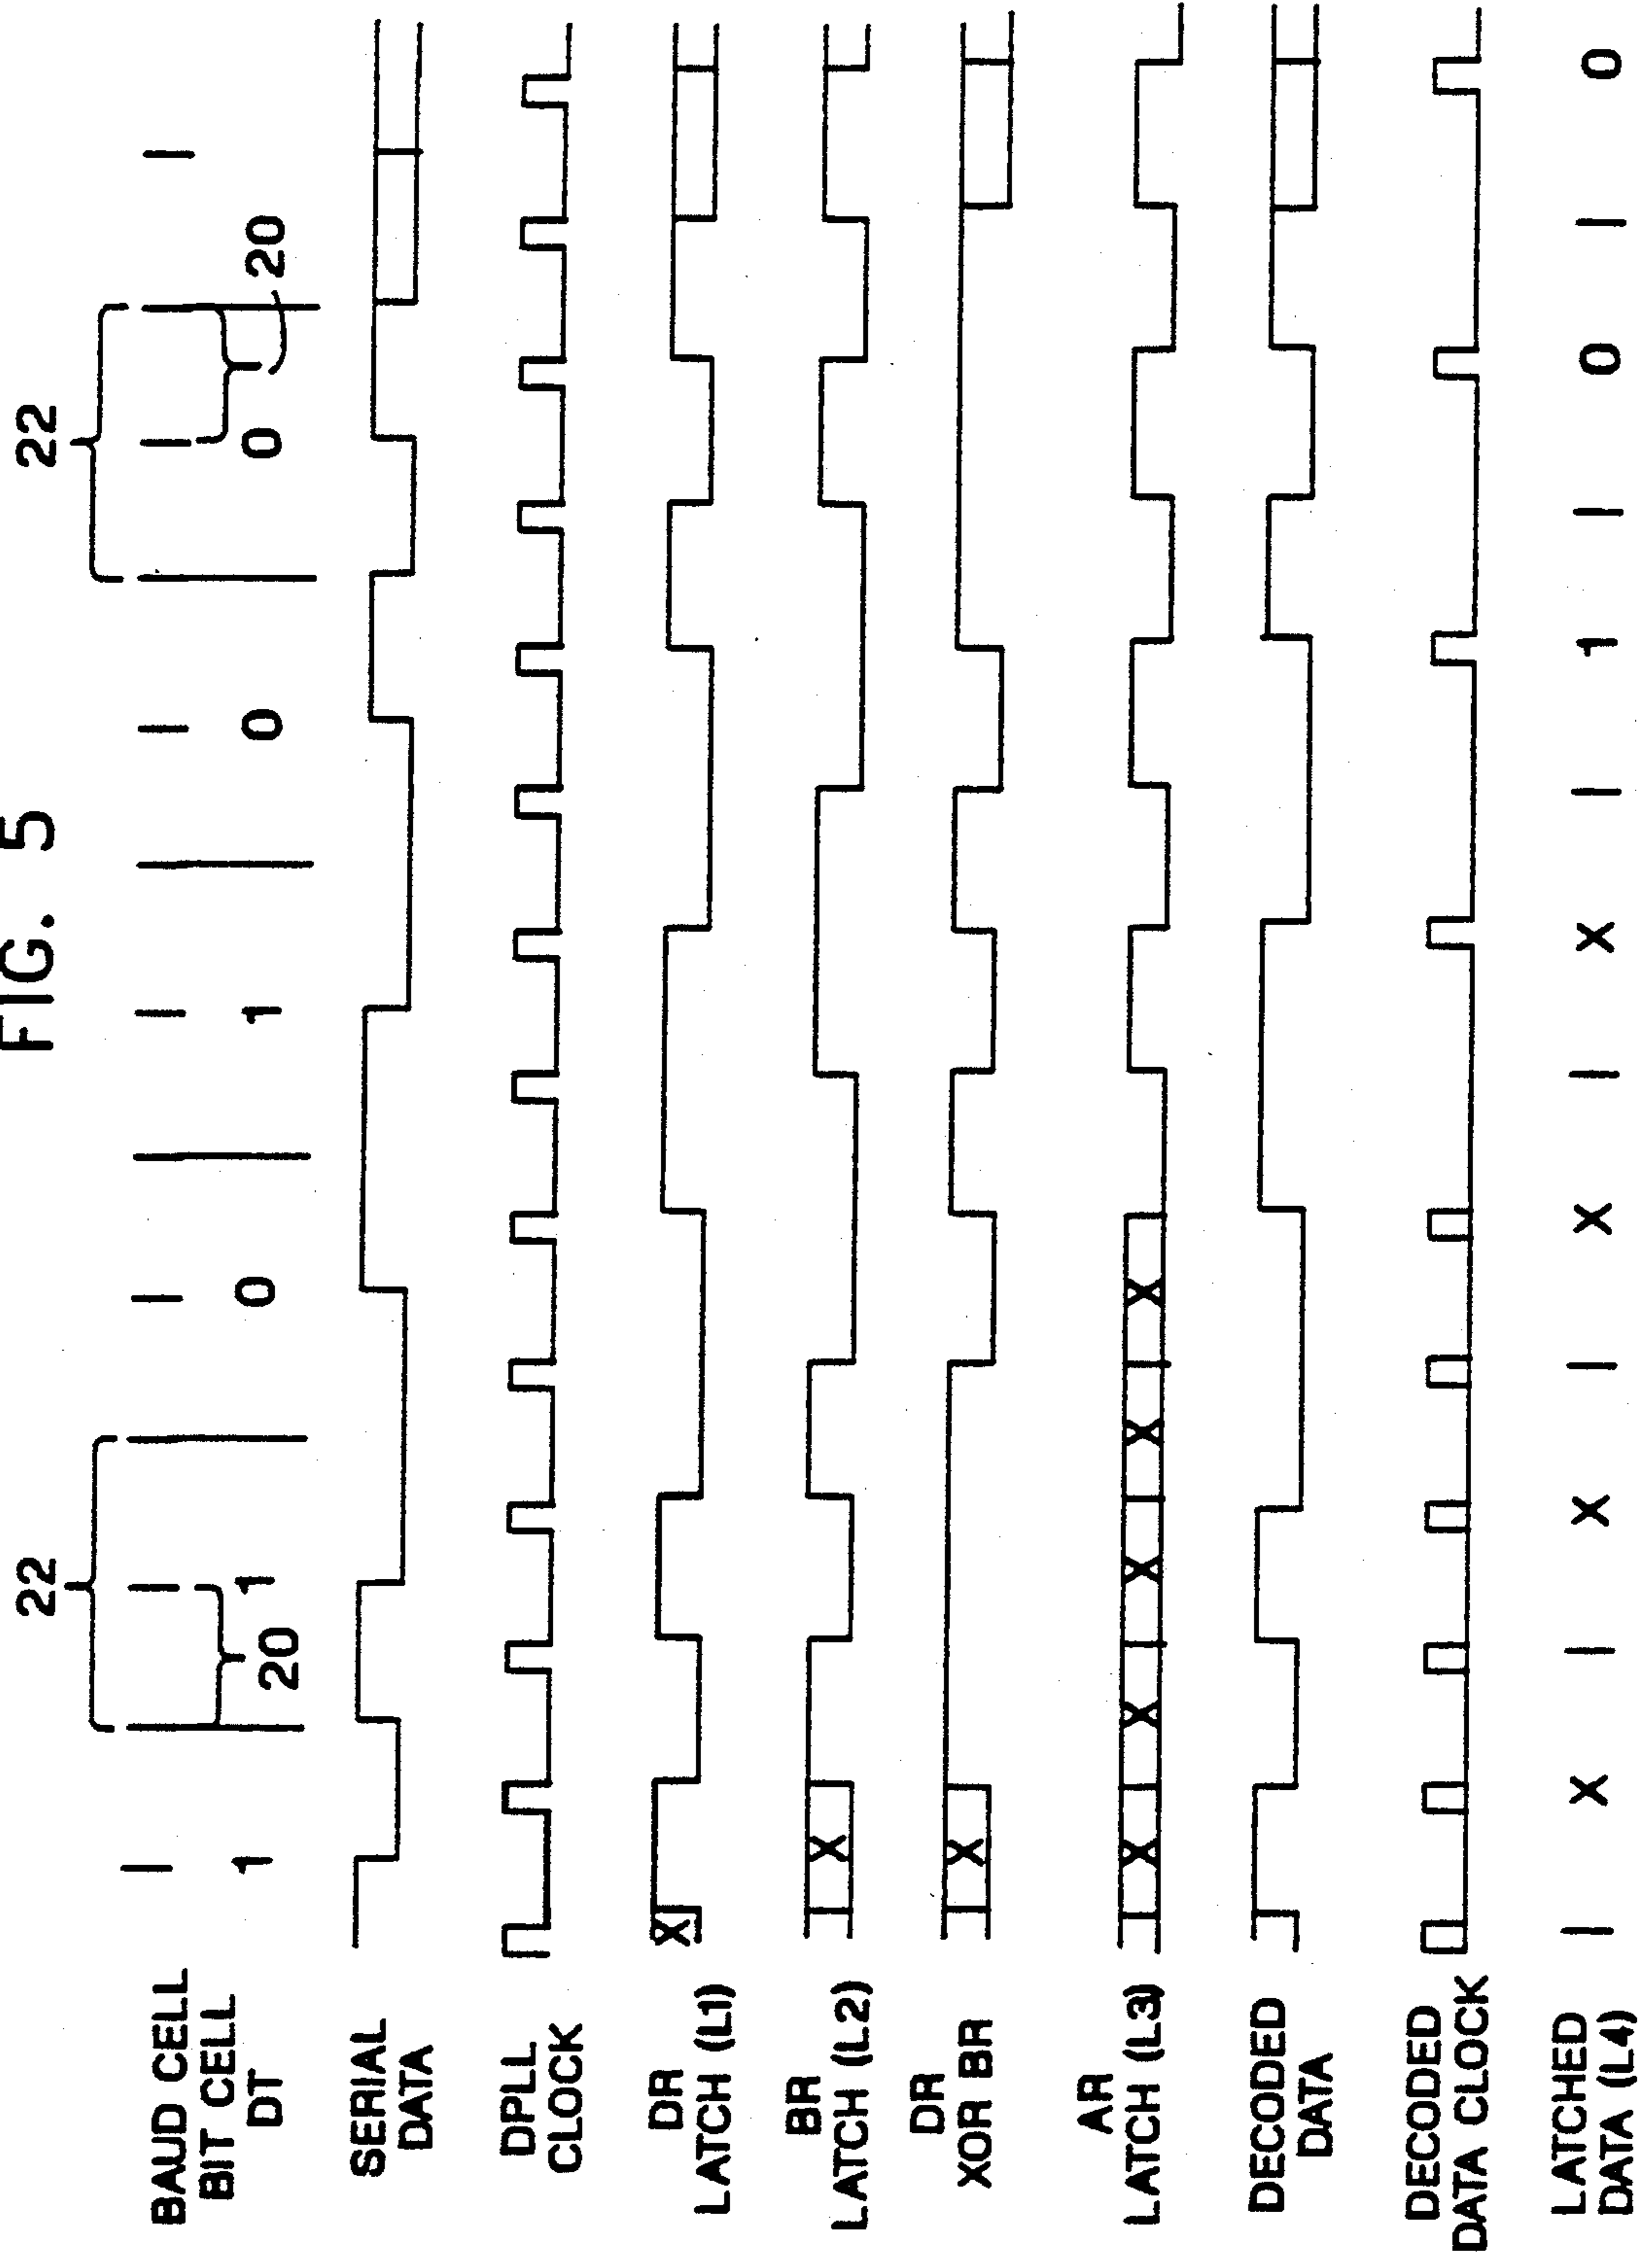 FIG. 5
22 22
BAUD CELL
BIT CELL
DT
1 1 0 1 0 0
20 20
SERIAL
DATA
DPLL
CLOCK
DR
LATCH (L1)
X
BR
LATCH (L2)
X
DR
XOR BR
X
AR
LATCH (L3)
X X X X X
DECODED
DATA
DECODED
DATA CLOCK
LATCHED
DATA (L4)
X X X X 1 0 0